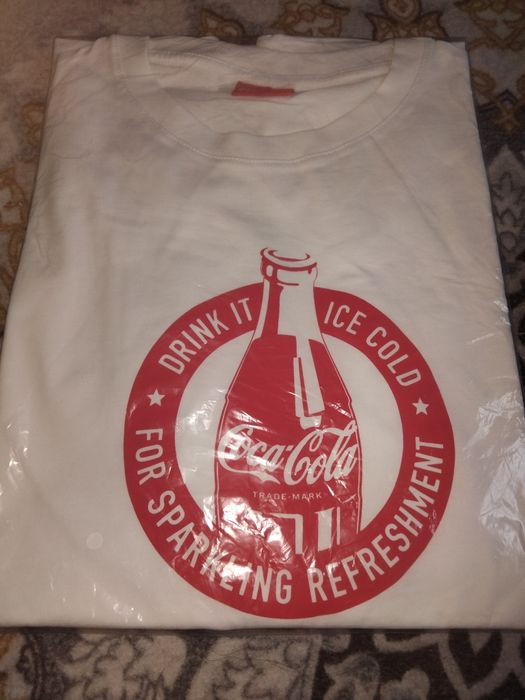 DRINK IT ICE COLD
Coca-Cola
TRADE-MARK
FOR SPARKLING REFRESHMENT